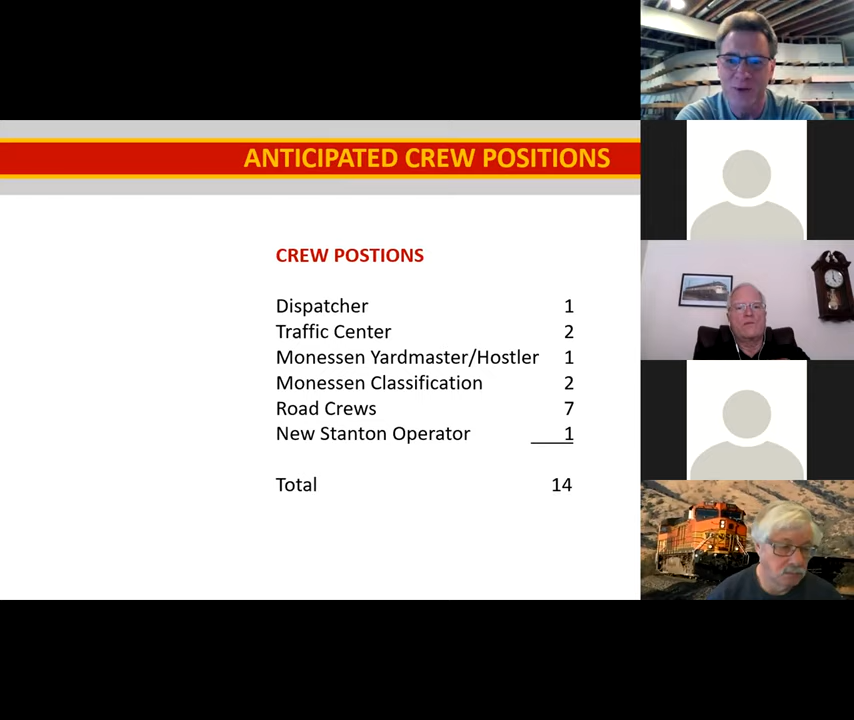 ANTICIPATED CREW POSITIONS
CREW POSTIONS
Dispatcher 1
Traffic Center 2
Monessen Yardmaster/Hostler 1
Monessen Classification 2
Road Crews 7
New Stanton Operator 1
Total 14